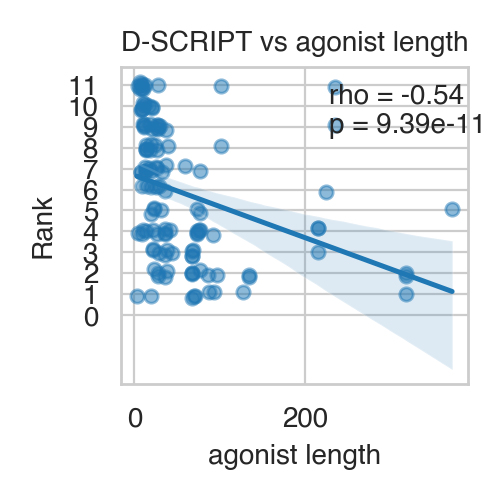 D-SCRIPT vs agonist length
rho = -0.54
p = 9.39e-11
Rank
11
10
9
8
7
6
5
4
3
2
1
0
0
200
agonist length